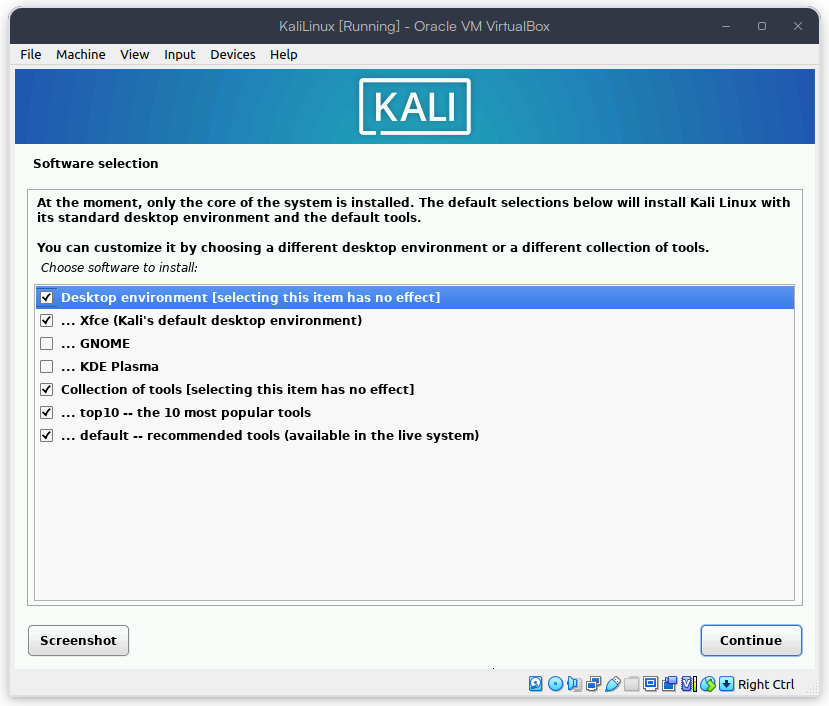 KaliLinux [Running] - Oracle VM VirtualBox
File Machine View Input Devices Help
KALI
Software selection
At the moment, only the core of the system is installed. The default selections below will install Kali Linux with
its standard desktop environment and the default tools.
You can customize it by choosing a different desktop environment or a different collection of tools.
Choose software to install:
Desktop environment [selecting this item has no effect]
... Xfce (Kali's default desktop environment)
... GNOME
... KDE Plasma
Collection of tools [selecting this item has no effect]
... top10 -- the 10 most popular tools
... default -- recommended tools (available in the live system)
Screenshot Continue
Right Ctrl